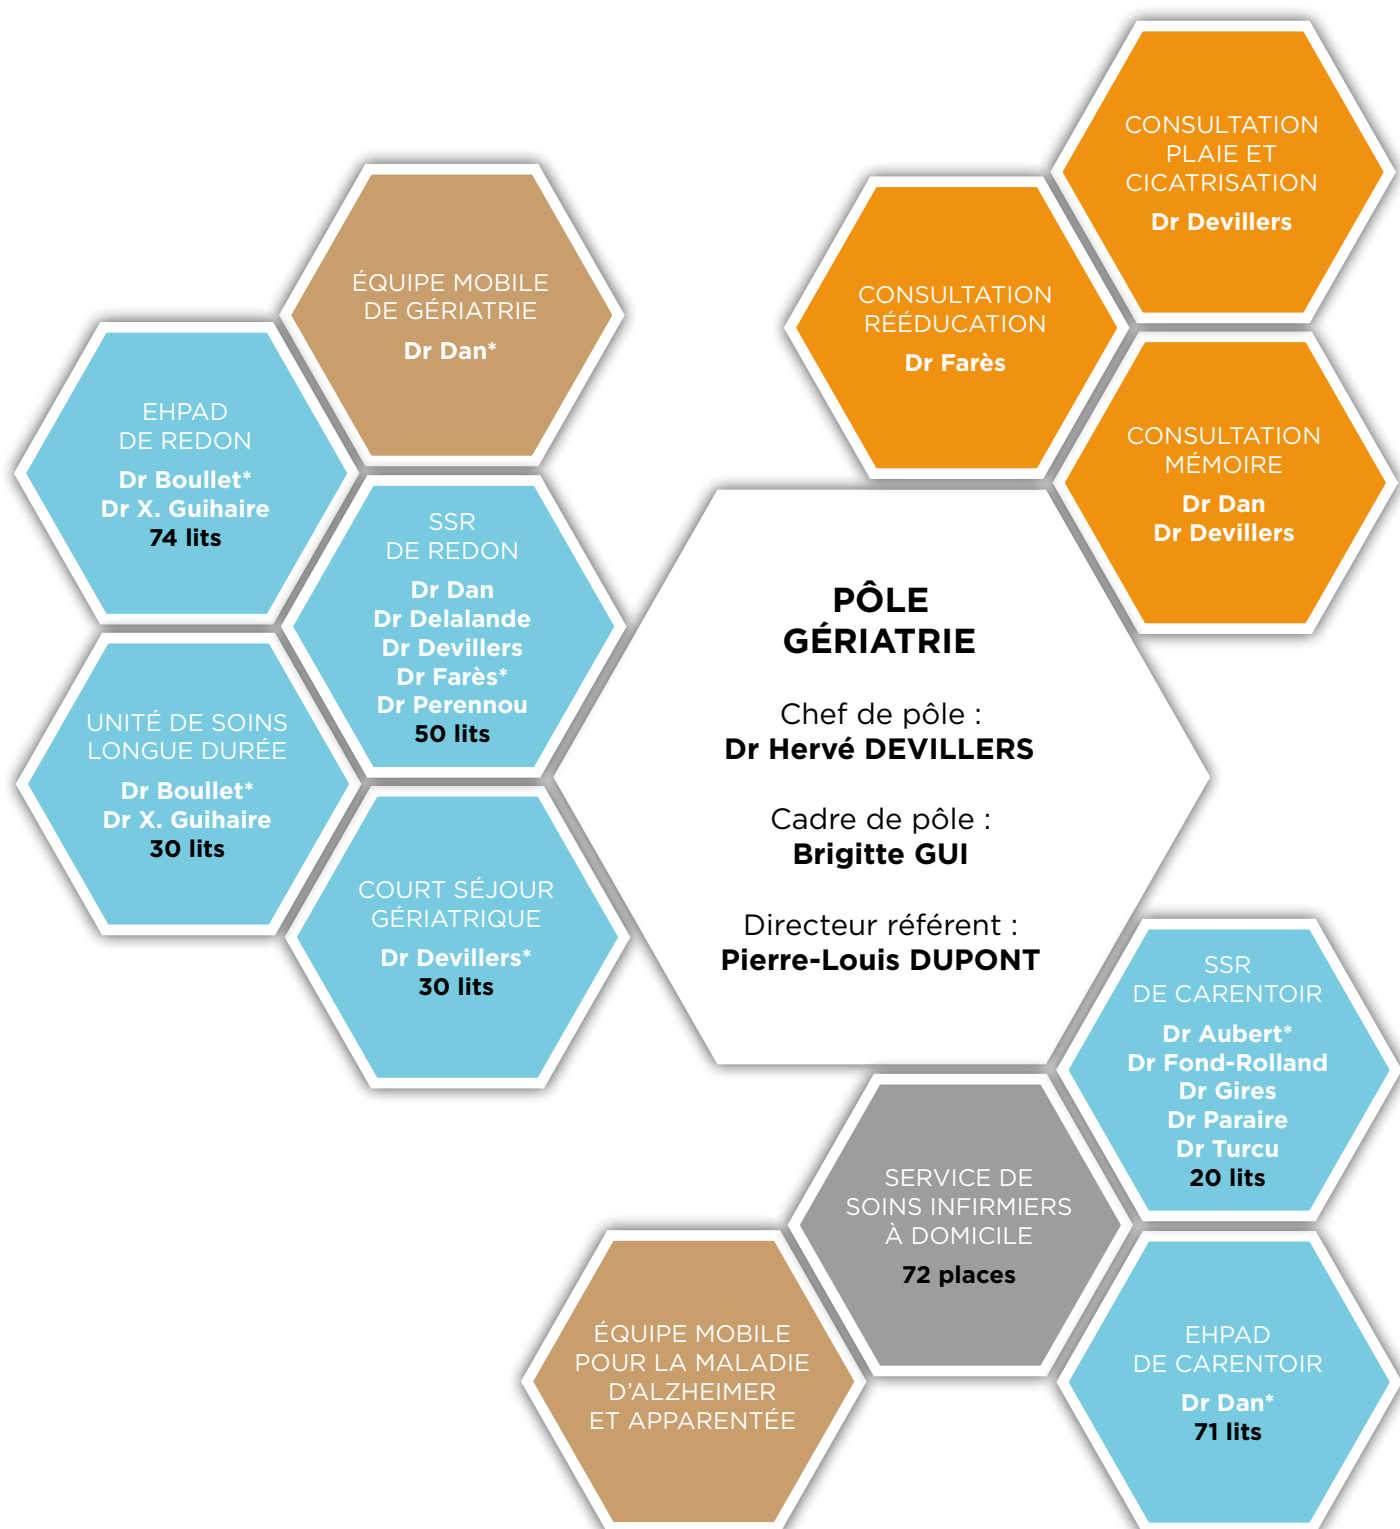 CONSULTATION
PLAIE ET
CICATRISATION
Dr Devillers
ÉQUIPE MOBILE
DE GÉRIATRIE
Dr Dan*
CONSULTATION
RÉÉDUCATION
Dr Farès
EHPAD
DE REDON
Dr Boullet*
Dr X. Guihaire
74 lits
CONSULTATION
MÉMOIRE
Dr Dan
Dr Devillers
SSR
DE REDON
Dr Dan
Dr Delalande
Dr Devillers
Dr Farès*
Dr Perennou
50 lits
PÔLE
GÉRIATRIE
Chef de pôle :
Dr Hervé DEVILLERS
Cadre de pôle :
Brigitte GUI
Directeur référent :
Pierre-Louis DUPONT
UNITÉ DE SOINS
LONGUE DURÉE
Dr Boullet*
Dr X. Guihaire
30 lits
COURT SÉJOUR
GÉRIATRIQUE
Dr Devillers*
30 lits
SSR
DE CARENTOIR
Dr Aubert*
Dr Fond-Rolland
Dr Gires
Dr Paraire
Dr Turcu
20 lits
SERVICE DE
SOINS INFIRMIERS
À DOMICILE
72 places
ÉQUIPE MOBILE
POUR LA MALADIE
D'ALZHEIMER
ET APPARENTÉE
EHPAD
DE CARENTOIR
Dr Dan*
71 lits